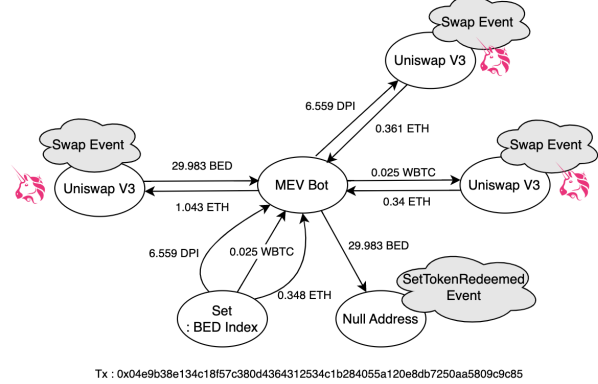 Swap Event
Uniswap V3
6.559 DPI
0.361 ETH
Swap Event
Uniswap V3
29.983 BED
1.043 ETH
MEV Bot
0.025 WBTC
0.34 ETH
Swap Event
Uniswap V3
6.559 DPI
0.025 WBTC
0.348 ETH
29.983 BED
Set
: BED Index
Null Address
SetTokenRedeemed
Event
Tx : 0x04e9b38e134c18f57c380d4364312534c1b284055a120e8db7250aa5809c9c85